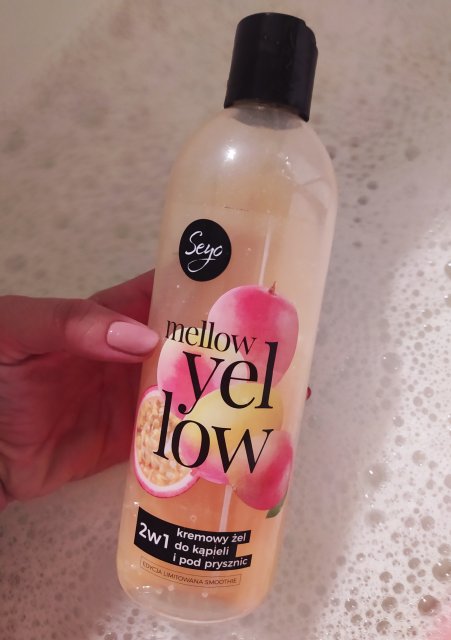 Seyo
mellow
yel
low
2w1
kremowy żel
do kąpieli
i pod prysznic
EDYCJA LIMITOWANA SMOOTHIE